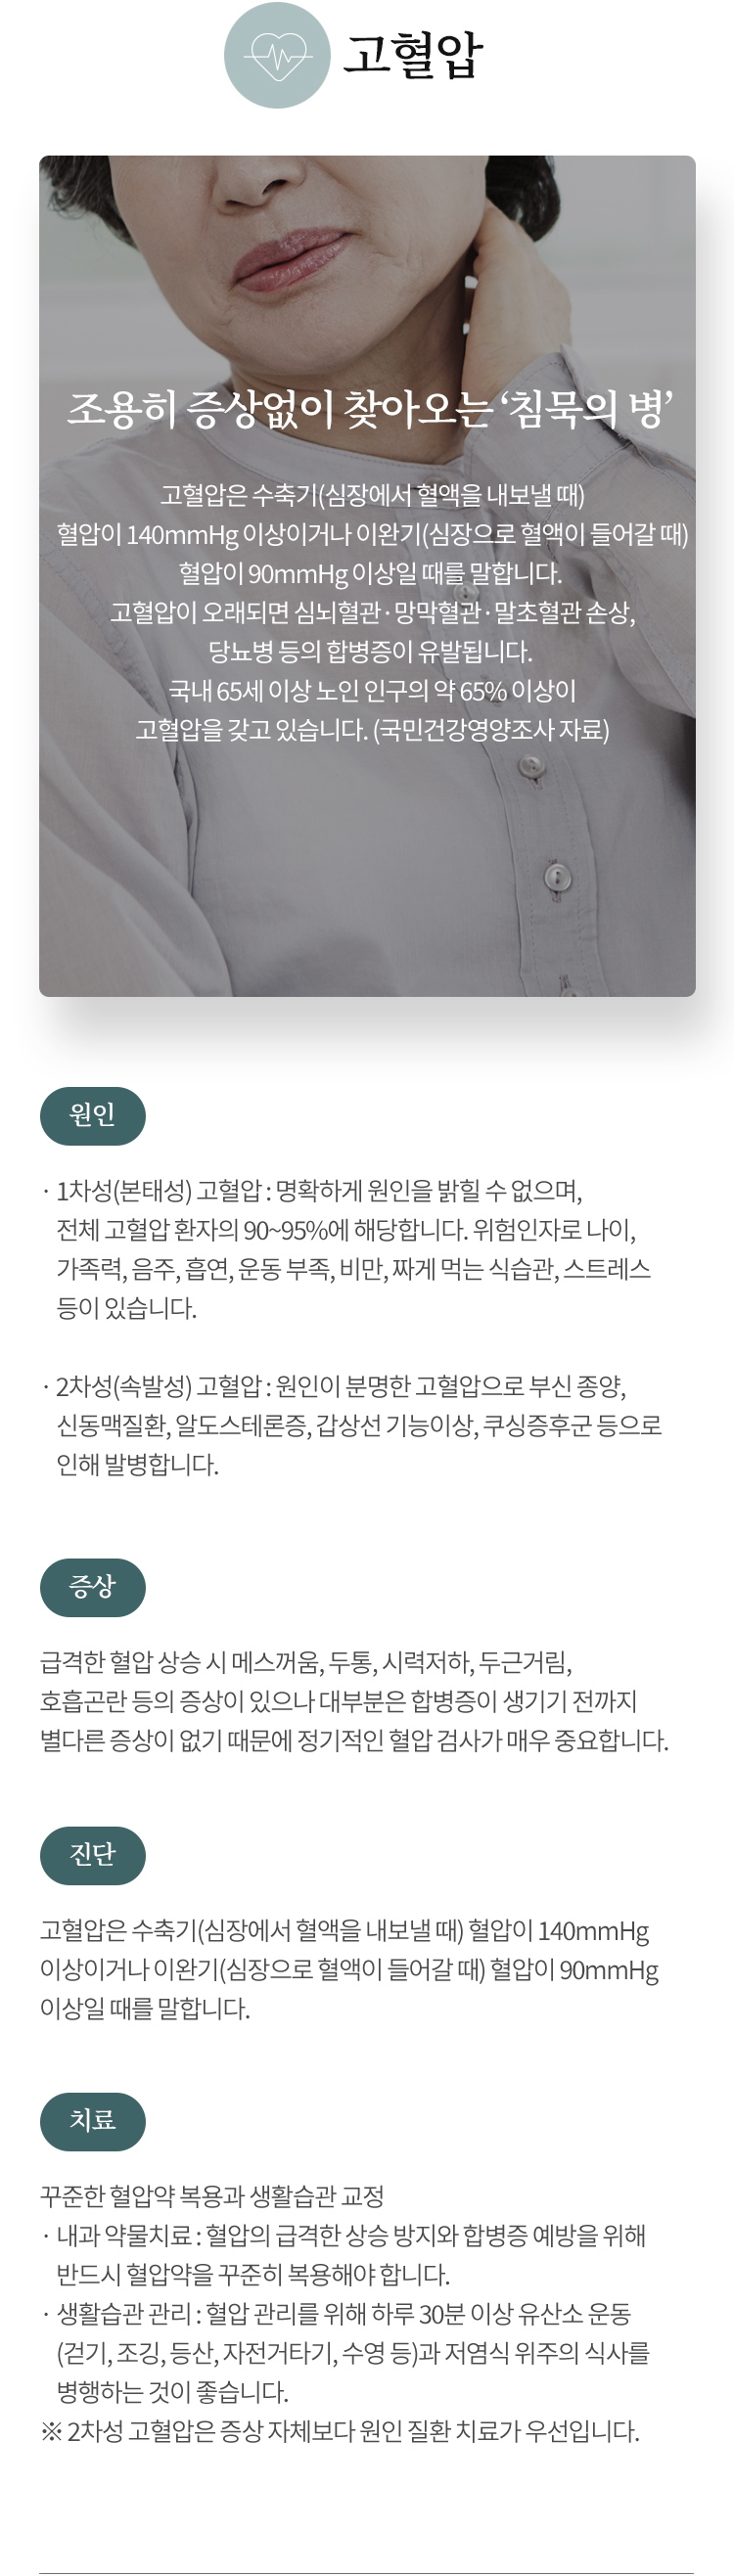 고혈압
조용히 증상없이 찾아오는 ‘침묵의 병’
고혈압은 수축기(심장에서 혈액을 내보낼 때)
혈압이 140mmHg 이상이거나 이완기(심장으로 혈액이 들어갈 때)
혈압이 90mmHg 이상일 때를 말합니다.
고혈압이 오래되면 심뇌혈관·망막혈관·말초혈관 손상,
당뇨병 등의 합병증이 유발됩니다.
국내 65세 이상 노인 인구의 약 65% 이상이
고혈압을 갖고 있습니다. (국민건강영양조사 자료)
원인
· 1차성(본태성) 고혈압 : 명확하게 원인을 밝힐 수 없으며,
전체 고혈압 환자의 90~95%에 해당합니다. 위험인자로 나이,
가족력, 음주, 흡연, 운동 부족, 비만, 짜게 먹는 식습관, 스트레스
등이 있습니다.
· 2차성(속발성) 고혈압 : 원인이 분명한 고혈압으로 부신 종양,
신동맥질환, 알도스테론증, 갑상선 기능이상, 쿠싱증후군 등으로
인해 발병합니다.
증상
급격한 혈압 상승 시 메스꺼움, 두통, 시력저하, 두근거림,
호흡곤란 등의 증상이 있으나 대부분은 합병증이 생기기 전까지
별다른 증상이 없기 때문에 정기적인 혈압 검사가 매우 중요합니다.
진단
고혈압은 수축기(심장에서 혈액을 내보낼 때) 혈압이 140mmHg
이상이거나 이완기(심장으로 혈액이 들어갈 때) 혈압이 90mmHg
이상일 때를 말합니다.
치료
꾸준한 혈압약 복용과 생활습관 교정
· 내과 약물치료 : 혈압의 급격한 상승 방지와 합병증 예방을 위해
반드시 혈압약을 꾸준히 복용해야 합니다.
· 생활습관 관리 : 혈압 관리를 위해 하루 30분 이상 유산소 운동
(걷기, 조깅, 등산, 자전거타기, 수영 등)과 저염식 위주의 식사를
병행하는 것이 좋습니다.
※ 2차성 고혈압은 증상 자체보다 원인 질환 치료가 우선입니다.